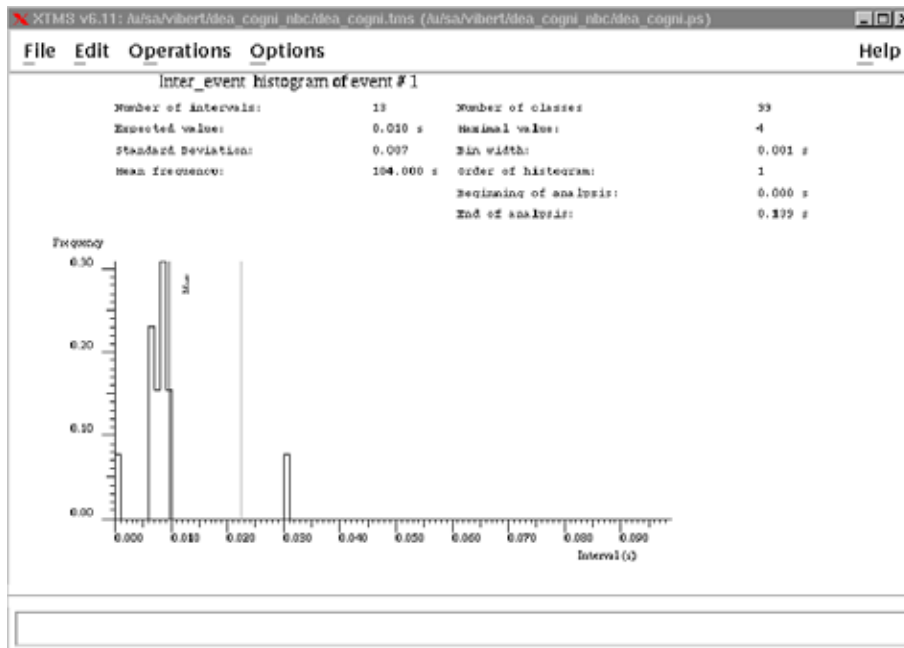 XTMS v6.11: /u/sa/vibert/dea_cogni_nbc/dea_cogni.tms (/u/sa/vibert/dea_cogni_nbc/dea_cogni.ps)
File Edit Operations Options Help
Inter_event histogram of event # 1
Number of intervals: 13 Number of classes 99
Expected value: 0.010 s Maximal value: 4
Standard Deviation: 0.007 Bin width: 0.001 s
Mean frequency: 104.000 s Order of histogram: 1
Beginning of analysis: 0.000 s
End of analysis: 0.139 s
Frequency
0.30
0.20
0.10
0.00
0.000 0.010 0.020 0.030 0.040 0.050 0.060 0.070 0.080 0.090
Interval (s)